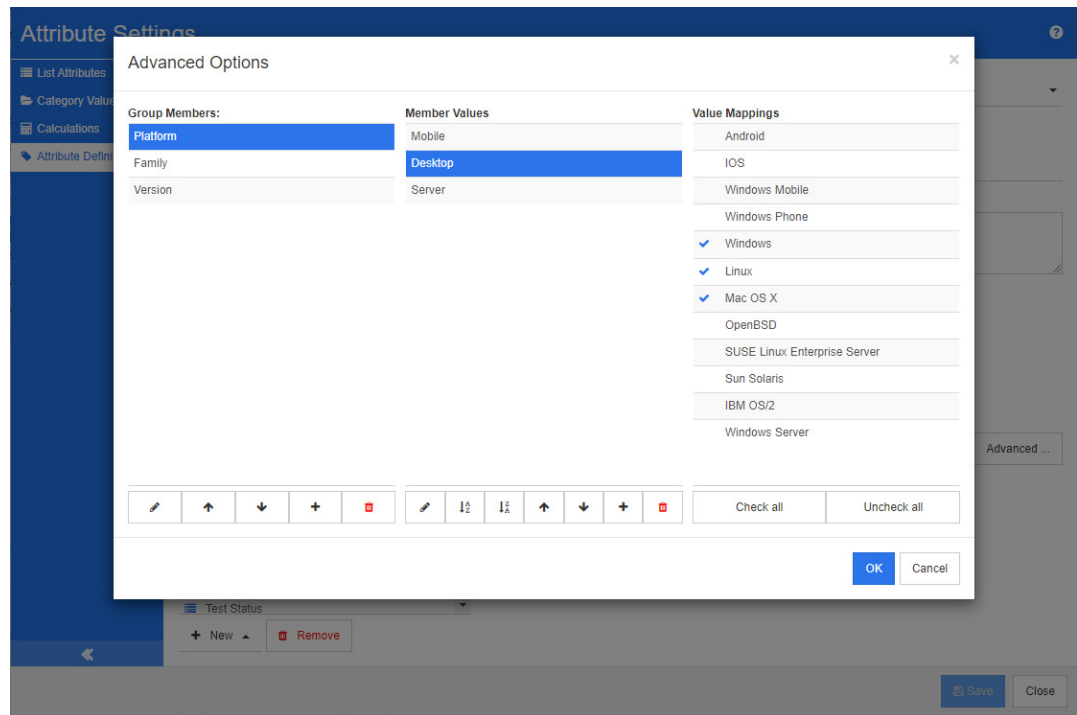 Attribute Settings
List Attributes
Category Value
Calculations
Attribute Defini
Advanced Options
×
Group Members:
Platform
Family
Version
Member Values
Mobile
Desktop
Server
Value Mappings
Android
IOS
Windows Mobile
Windows Phone
Windows
Linux
Mac OS X
OpenBSD
SUSE Linux Enterprise Server
Sun Solaris
IBM OS/2
Windows Server
Check all
Uncheck all
OK
Cancel
Advanced ...
Test Status
New
Remove
Save
Close